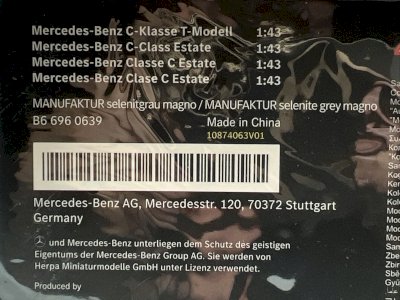 Mercedes-Benz C-Klasse T-Modell 1:43
Mercedes-Benz C-Class Estate 1:43
Mercedes-Benz Classe C Estate 1:43
Mercedes-Benz Clase C Estate 1:43
MANUFAKTUR selenitgrau magno / MANUFAKTUR selenite grey magno
B6 696 0639 Made in China
10874063V01
Mercedes-Benz AG, Mercedesstr. 120, 70372 Stuttgart
Germany
und Mercedes-Benz unterliegen dem Schutz des geistigen
Eigentums der Mercedes-Benz Group AG. Sie werden von
Herpa Miniaturmodelle GmbH unter Lizenz verwendet.
Produced by